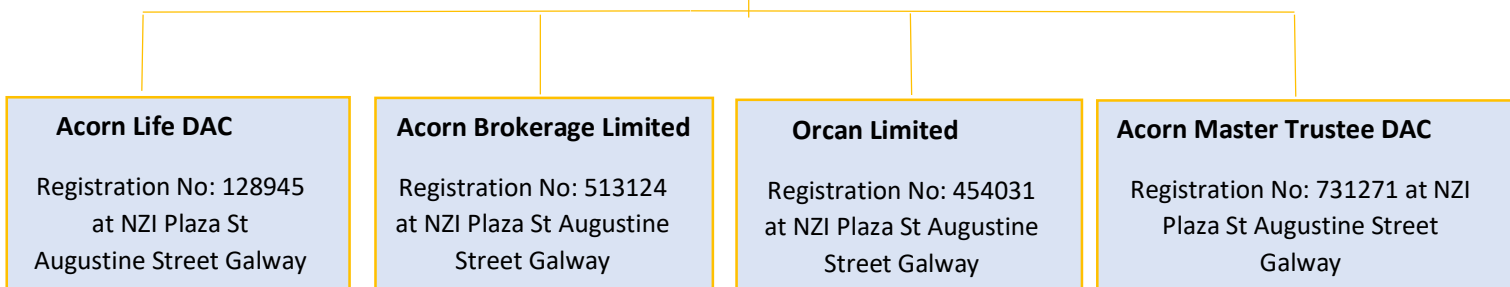 Acorn Life DAC
Registration No: 128945
at NZI Plaza St
Augustine Street Galway
Acorn Brokerage Limited
Registration No: 513124
at NZI Plaza St Augustine
Street Galway
Orcan Limited
Registration No: 454031
at NZI Plaza St Augustine
Street Galway
Acorn Master Trustee DAC
Registration No: 731271 at NZI
Plaza St Augustine Street
Galway